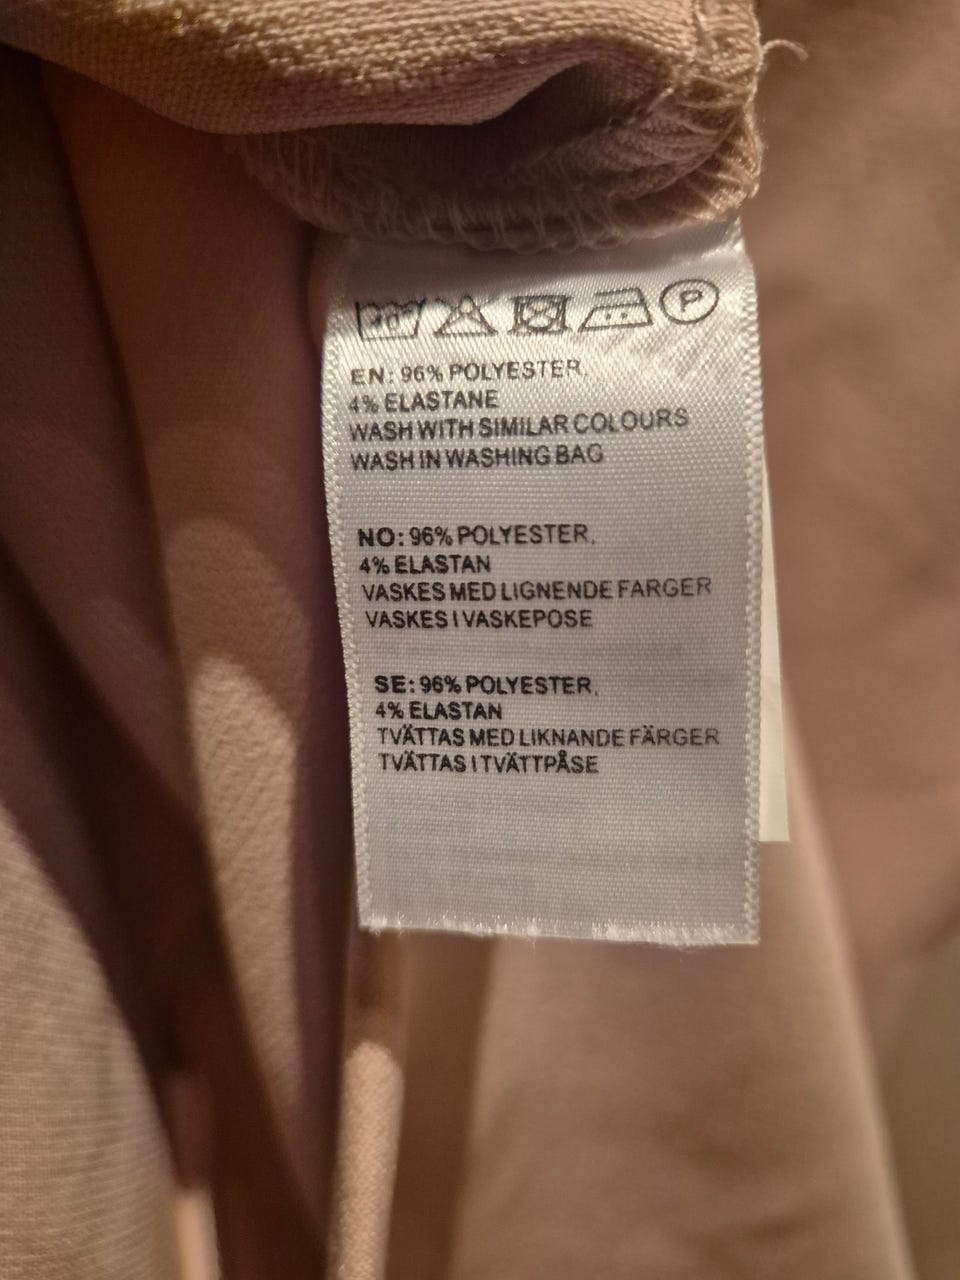 P
EN: 96% POLYESTER,
4% ELASTANE
WASH WITH SIMILAR COLOURS
WASH IN WASHING BAG
NO: 96% POLYESTER,
4% ELASTAN
VASKES MED LIGNENDE FARGER
VASKES I VASKEPOSE
SE: 96% POLYESTER,
4% ELASTAN
TVÄTTAS MED LIKNANDE FÄRGER
TVÄTTAS I TVÄTTPÅSE